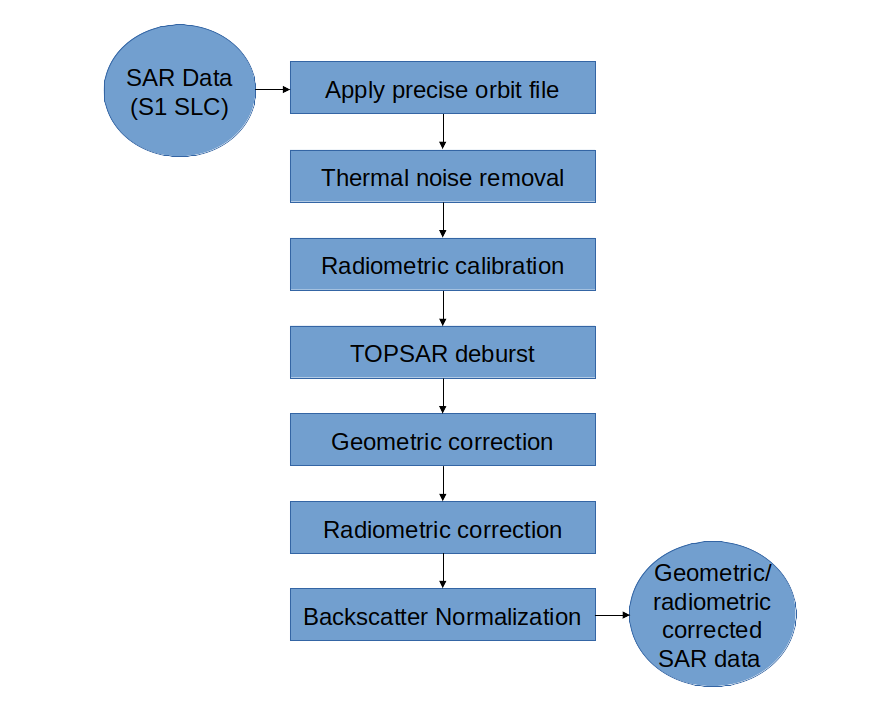 SAR Data
(S1 SLC)
Apply precise orbit file
Thermal noise removal
Radiometric calibration
TOPSAR deburst
Geometric correction
Radiometric correction
Backscatter Normalization
Geometric/
radiometric
corrected
SAR data